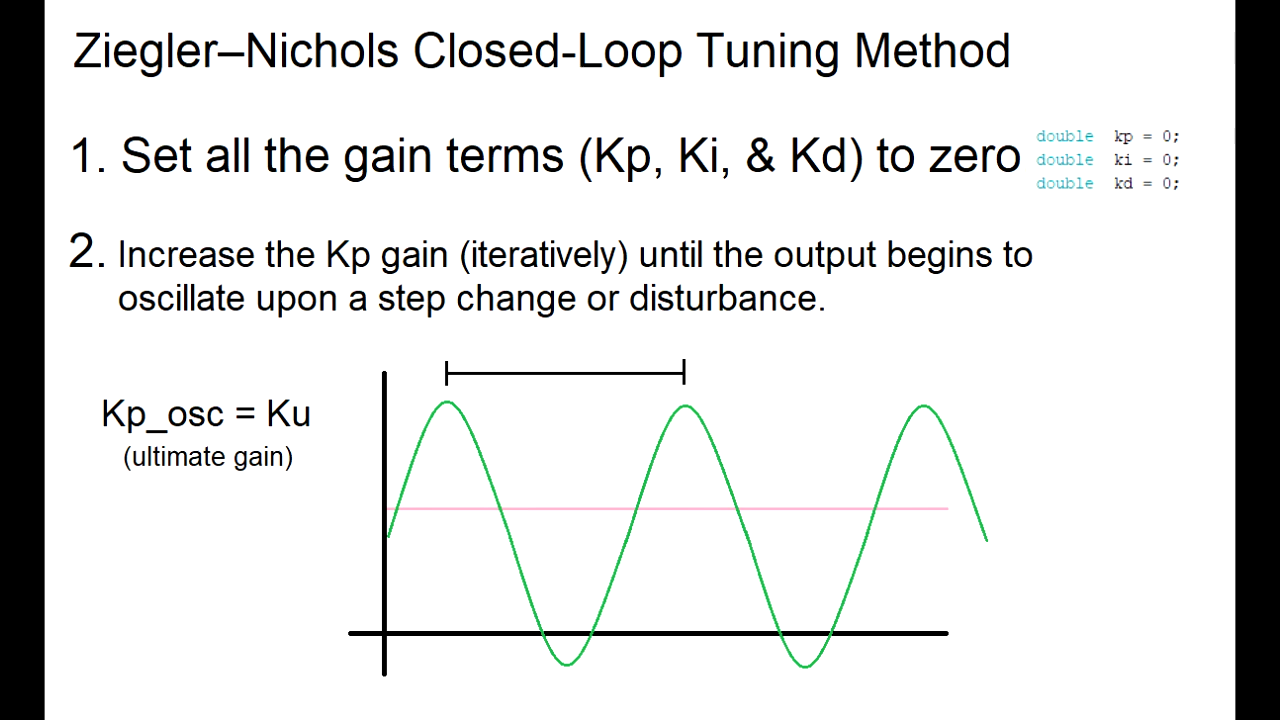 Ziegler–Nichols Closed-Loop Tuning Method
1. Set all the gain terms (Kp, Ki, & Kd) to zero
double kp = 0;
double ki = 0;
double kd = 0;
2. Increase the Kp gain (iteratively) until the output begins to
oscillate upon a step change or disturbance.
Kp_osc = Ku
(ultimate gain)